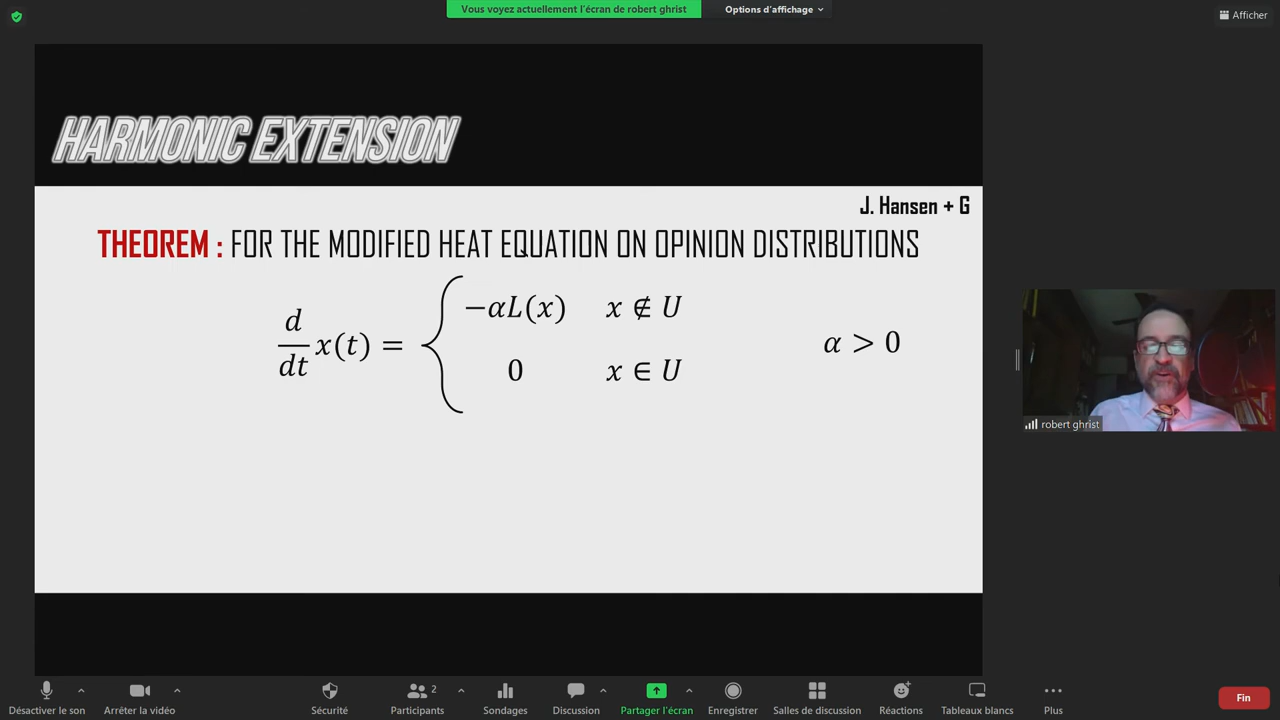 Vous voyez actuellement l'écran de robert ghrist
Options d'affichage
Afficher
HARMONIC EXTENSION
J. Hansen + G
THEOREM : FOR THE MODIFIED HEAT EQUATION ON OPINION DISTRIBUTIONS
d/dt x(t) = { −αL(x) x ∉ U
0 x ∈ U
α > 0
robert ghrist
2
Désactiver le son
Arrêter la vidéo
Sécurité
Participants
Sondages
Discussion
Partager l'écran
Enregistrer
Salles de discussion
Réactions
Tableaux blancs
Plus
Fin